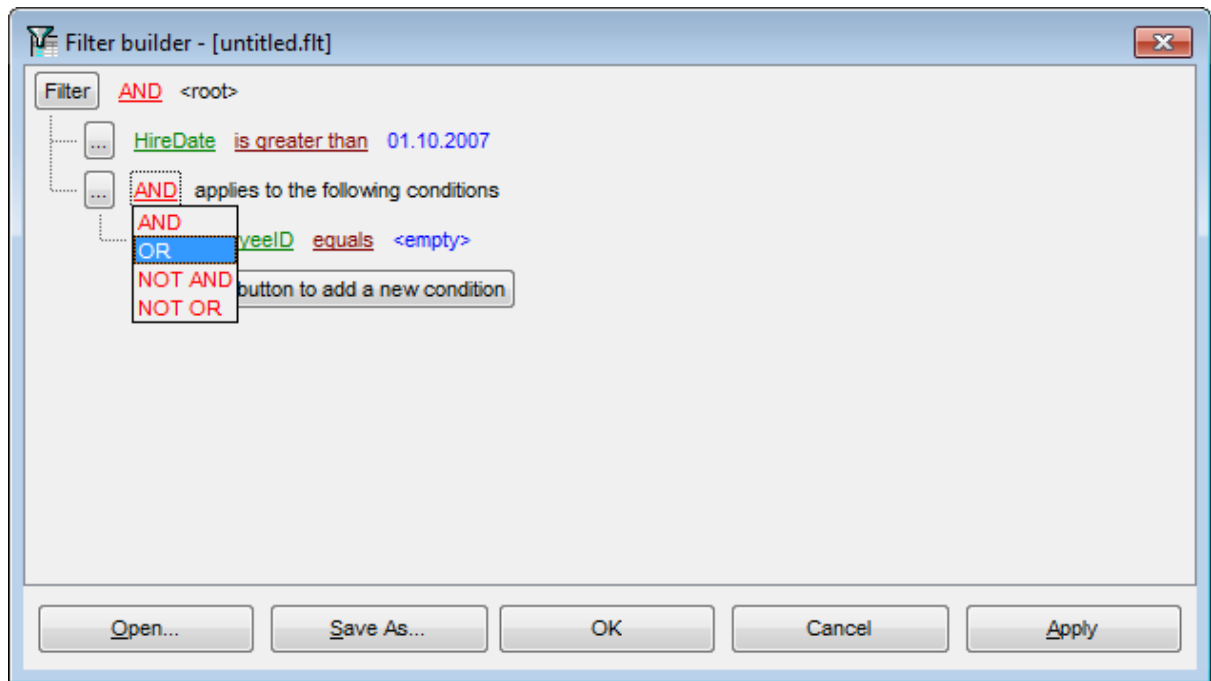 Filter builder - [untitled.flt]
Filter AND <root>
... HireDate is greater than 01.10.2007
... AND applies to the following conditions
AND
OR
NOT AND
NOT OR
yeeID equals <empty>
button to add a new condition
Open... Save As... OK Cancel Apply